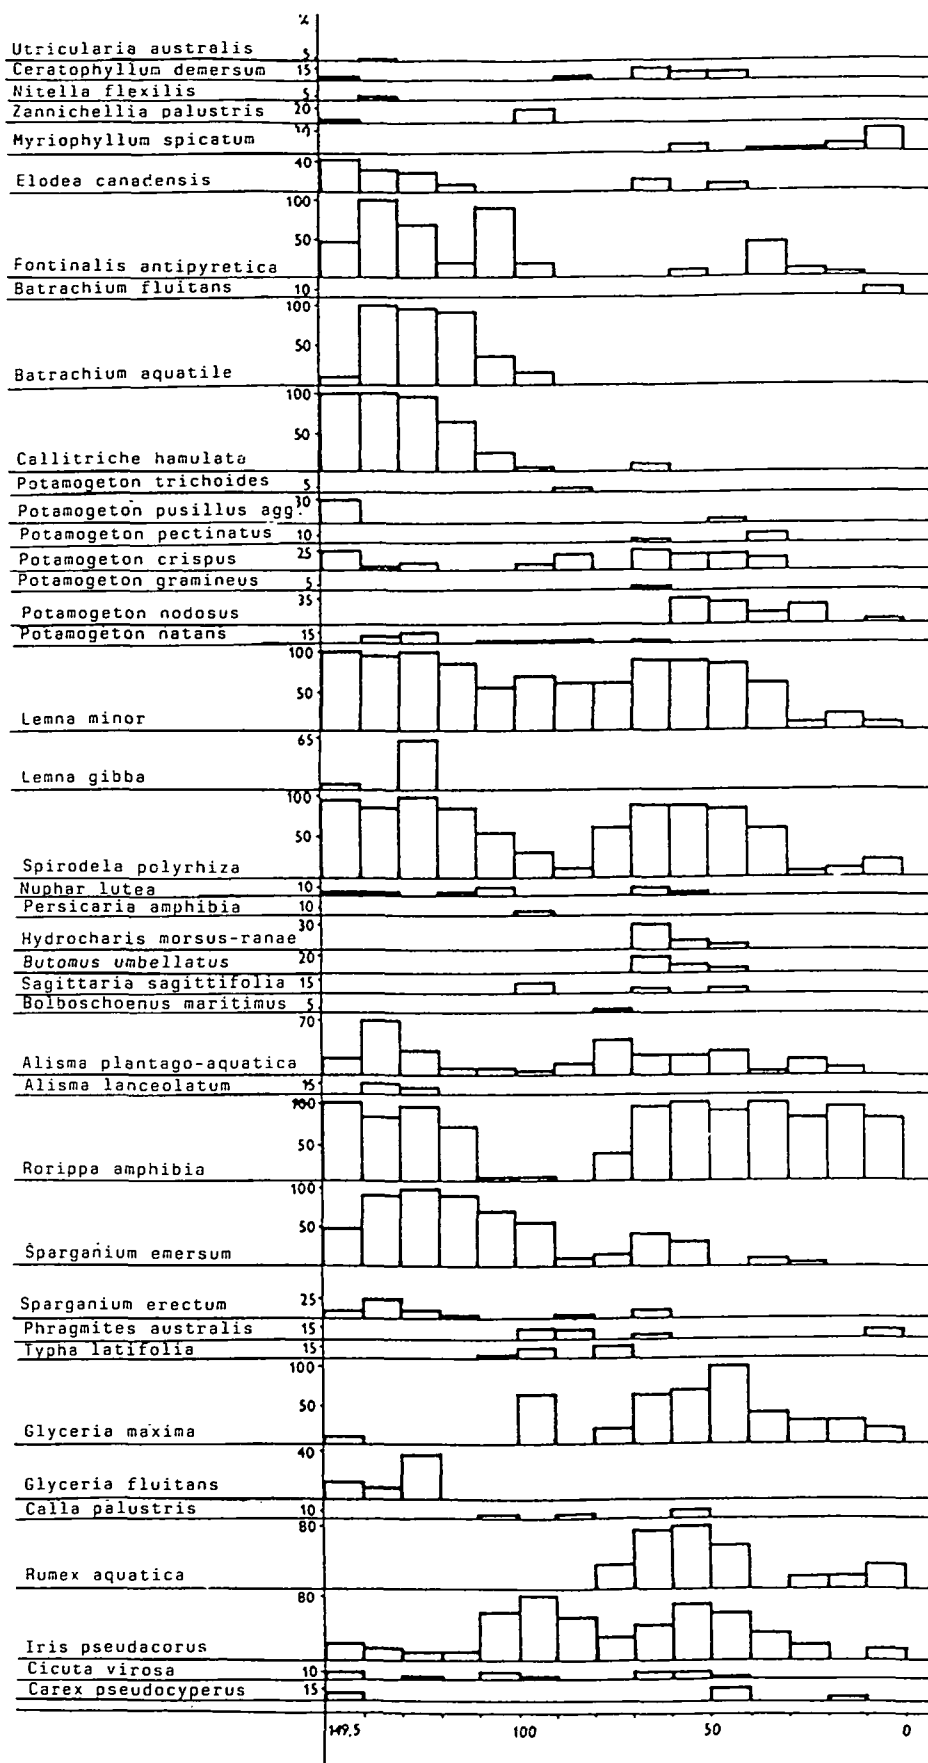 %
Utricularia australis 5
Ceratophyllum demersum 15
Nitella flexilis 5
Zannichellia palustris 20
Myriophyllum spicatum
Elodea canadensis 40
100
50
Fontinalis antipyretica
Batrachium fluitans 10
100
50
Batrachium aquatile
100
50
Callitriche hamulata
Potamogeton trichoides 5
Potamogeton pusillus agg. 30
Potamogeton pectinatus 10
Potamogeton crispus 25
Potamogeton gramineus 5
Potamogeton nodosus 35
Potamogeton natans 15
100
50
Lemna minor
65
Lemna gibba
100
50
Spirodela polyrhiza
Nuphar lutea 10
Persicaria amphibia 10
Hydrocharis morsus-ranae 30
Butomus umbellatus 20
Sagittaria sagittifolia 15
Bolboschoenus maritimus 5
70
Alisma plantago-aquatica
Alisma lanceolatum 15
100
50
Rorippa amphibia
100
50
Sparganium emersum
Sparganium erectum 25
Phragmites australis 15
Typha latifolia 15
100
50
Glyceria maxima
40
Glyceria fluitans
Calla palustris 10
80
Rumex aquatica
80
Iris pseudacorus
Cicuta virosa 10
Carex pseudocyperus 15
149,5 100 50 0